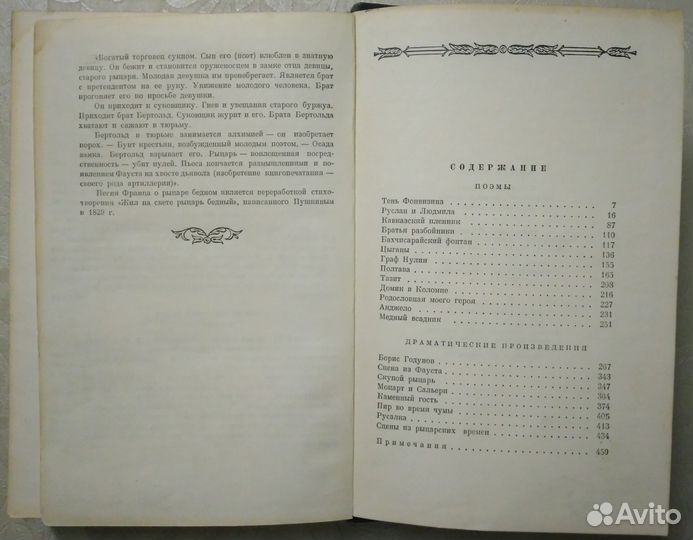 «Богатый торговец сукном. Сын его (поэт) влюблен в знатную
девицу. Он бежит и становится оруженосцем в замке отца девицы,
старого рыцаря. Молодая девушка им пренебрегает. Является брат
с претендентом на ее руку. Унижение молодого человека. Брат
прогоняет его по просьбе девушки.
Он приходит к суконщику. Гнев и увещания старого буржуа.
Приходит брат Бертольд. Суконщик журит и его. Брата Бертольда
хватают и сажают в тюрьму.
Бертольд в тюрьме занимается алхимией — он изобретает
порох. — Бунт крестьян, возбужденный молодым поэтом. — Осада
замка. Бертольд взрывает его. Рыцарь — воплощенная посред-
ственность — убит пулей. Пьеса кончается размышлениями и по-
явлением Фауста на хвосте дьявола (изобретение книгопечатания —
своего рода артиллерии)».
Песня Франца о рыцаре бедном является переработкой стихо-
творения «Жил на свете рыцарь бедный», написанного Пушкиным
в 1829 г.
СОДЕРЖАНИЕ
ПОЭМЫ
Тень Фонвизина 7
Руслан и Людмила 16
Кавказский пленник 87
Братья разбойники 110
Бахчисарайский фонтан 117
Цыганы 136
Граф Нулин 155
Полтава 165
Тазит 208
Домик в Коломне 216
Родословная моего героя 227
Анджело 231
Медный всадник 251
ДРАМАТИЧЕСКИЕ ПРОИЗВЕДЕНИЯ
Борис Годунов 267
Сцена из Фауста 343
Скупой рыцарь 347
Моцарт и Сальери 364
Каменный гость 374
Пир во время чумы 405
Русалка 413
Сцены из рыцарских времен 434
Примечания 459
Avito